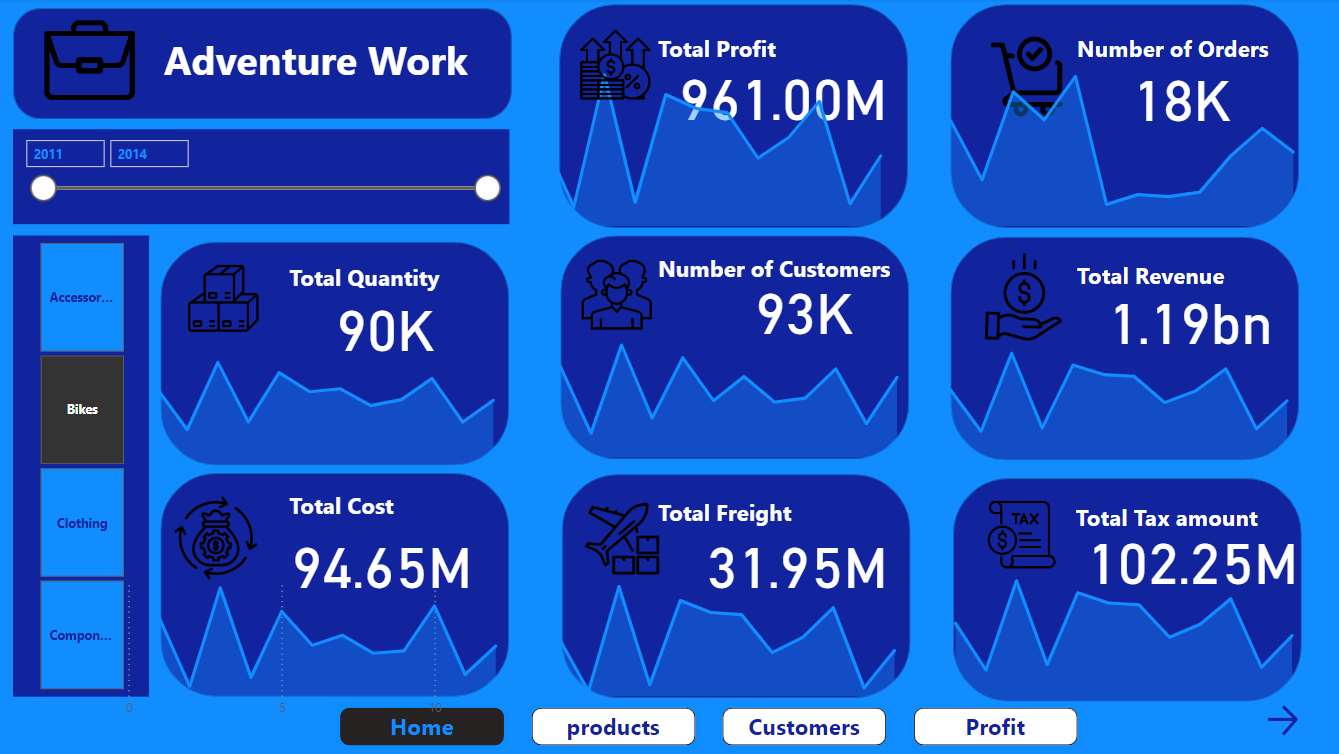 Adventure Work
2011
2014
Accessor...
Bikes
Clothing
Compon...
Total Profit
961.00M
Number of Orders
18K
Total Quantity
90K
Number of Customers
93K
Total Revenue
1.19bn
Total Cost
94.65M
Total Freight
31.95M
TAX
Total Tax amount
102.25M
0
5
10
Home
products
Customers
Profit